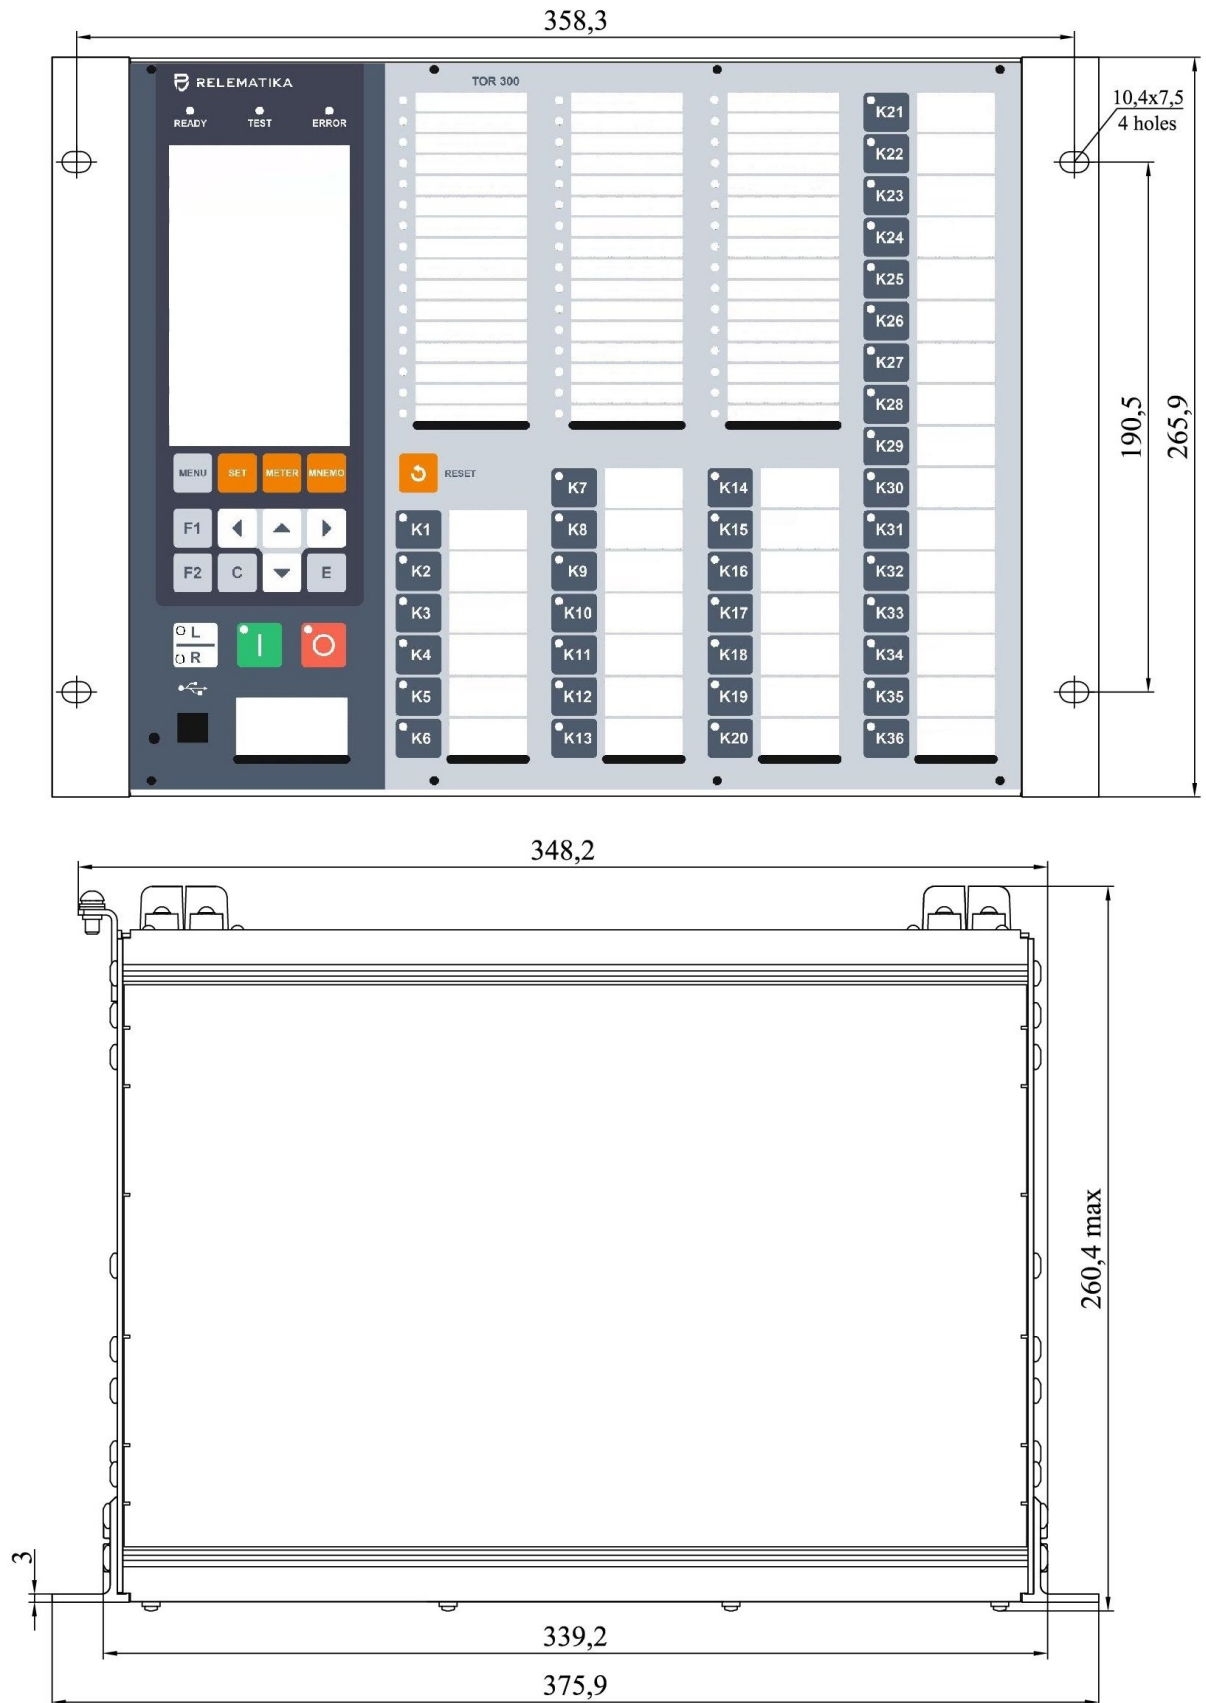 358,3
RELEMATIKA
TOR 300
READY TEST ERROR
10,4x7,5
4 holes
K21
K22
K23
K24
K25
K26
K27
K28
K29
K30
K31
K32
K33
K34
K35
K36
190,5
265,9
MENU SET METER MNEMO
RESET
F1
F2 C E
L
R
K1
K2
K3
K4
K5
K6
K7
K8
K9
K10
K11
K12
K13
K14
K15
K16
K17
K18
K19
K20
348,2
260,4 max
3
339,2
375,9